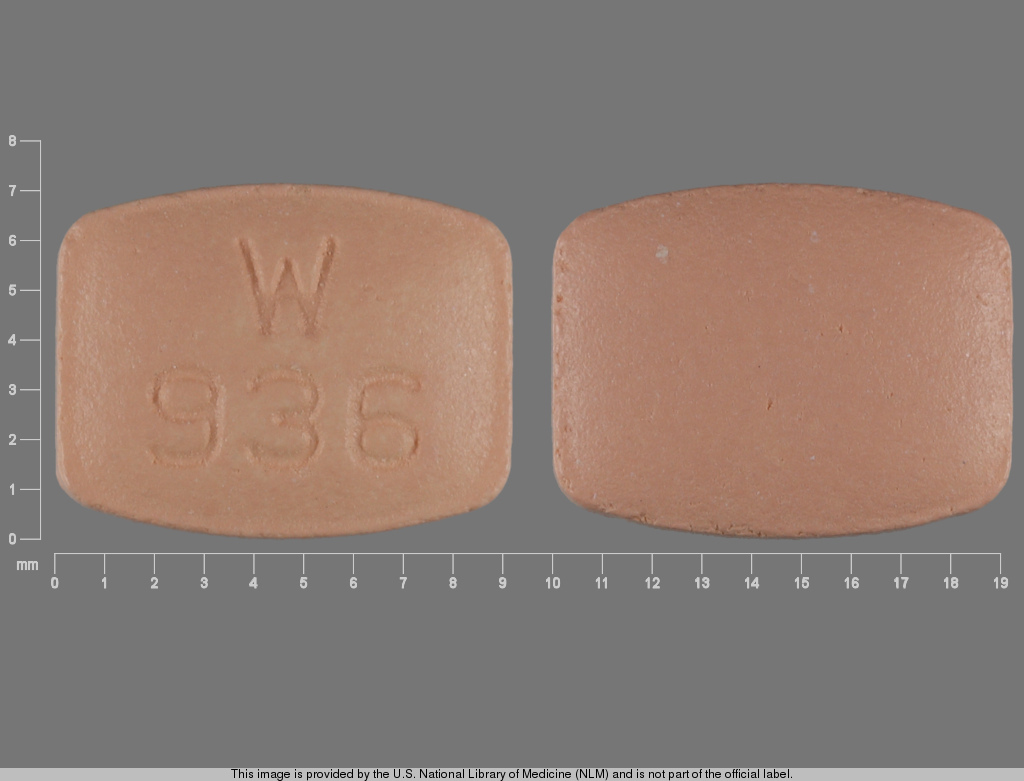 W
936
8
7
6
5
4
3
2
1
0
mm
0 1 2 3 4 5 6 7 8 9 10 11 12 13 14 15 16 17 18 19
This image is provided by the U.S. National Library of Medicine (NLM) and is not part of the official label.